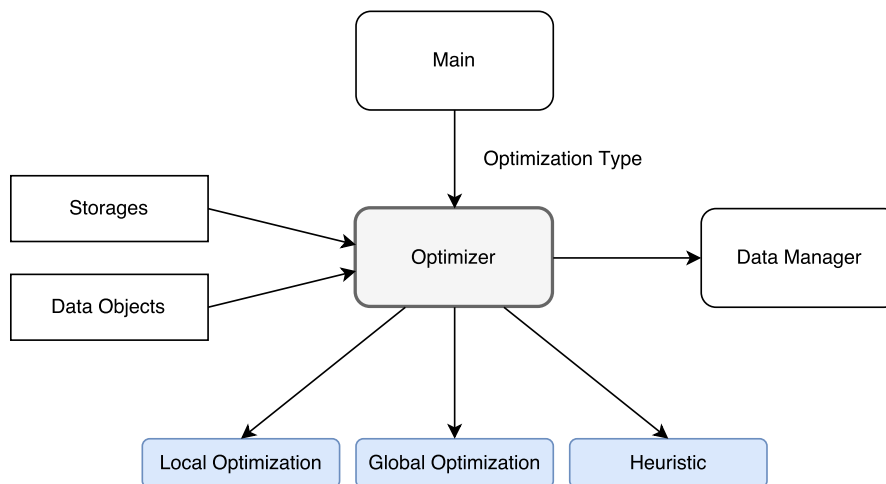 Main
Optimization Type
Storages
Optimizer
Data Manager
Data Objects
Local Optimization
Global Optimization
Heuristic